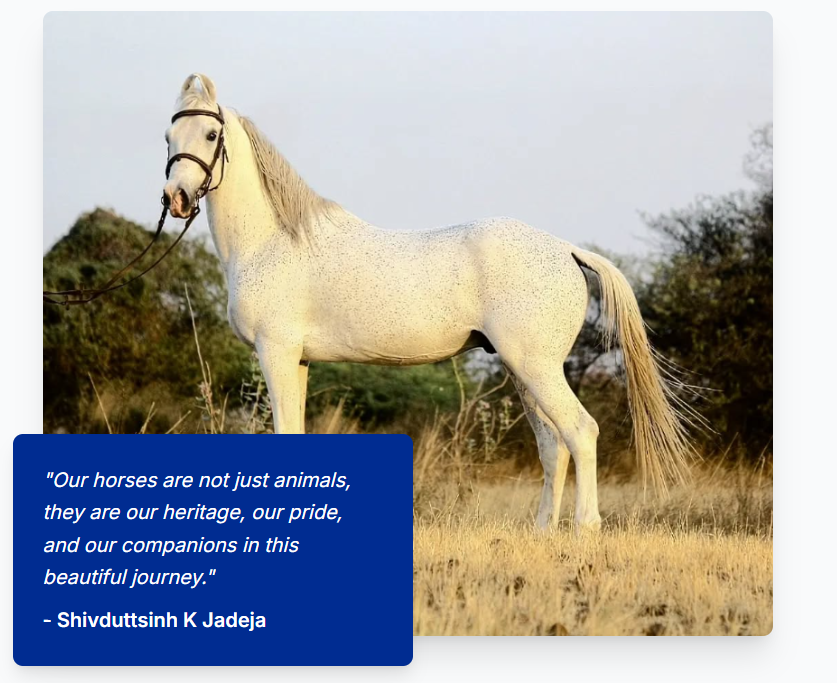 "Our horses are not just animals,
they are our heritage, our pride,
and our companions in this
beautiful journey."
- Shivduttsinh K Jadeja